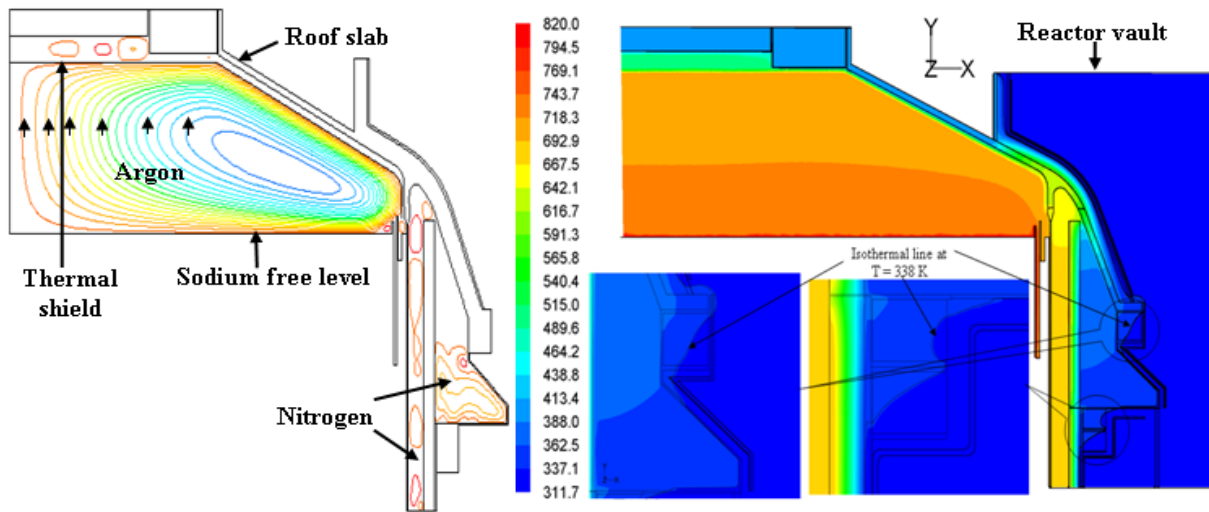 Roof slab
Argon
Thermal
shield
Sodium free level
Nitrogen
820.0
794.5
769.1
743.7
718.3
692.9
667.5
642.1
616.7
591.3
565.8
540.4
515.0
489.6
464.2
438.8
413.4
388.0
362.5
337.1
311.7
Y
Z X
Reactor vault
Isothermal line at
T = 338 K